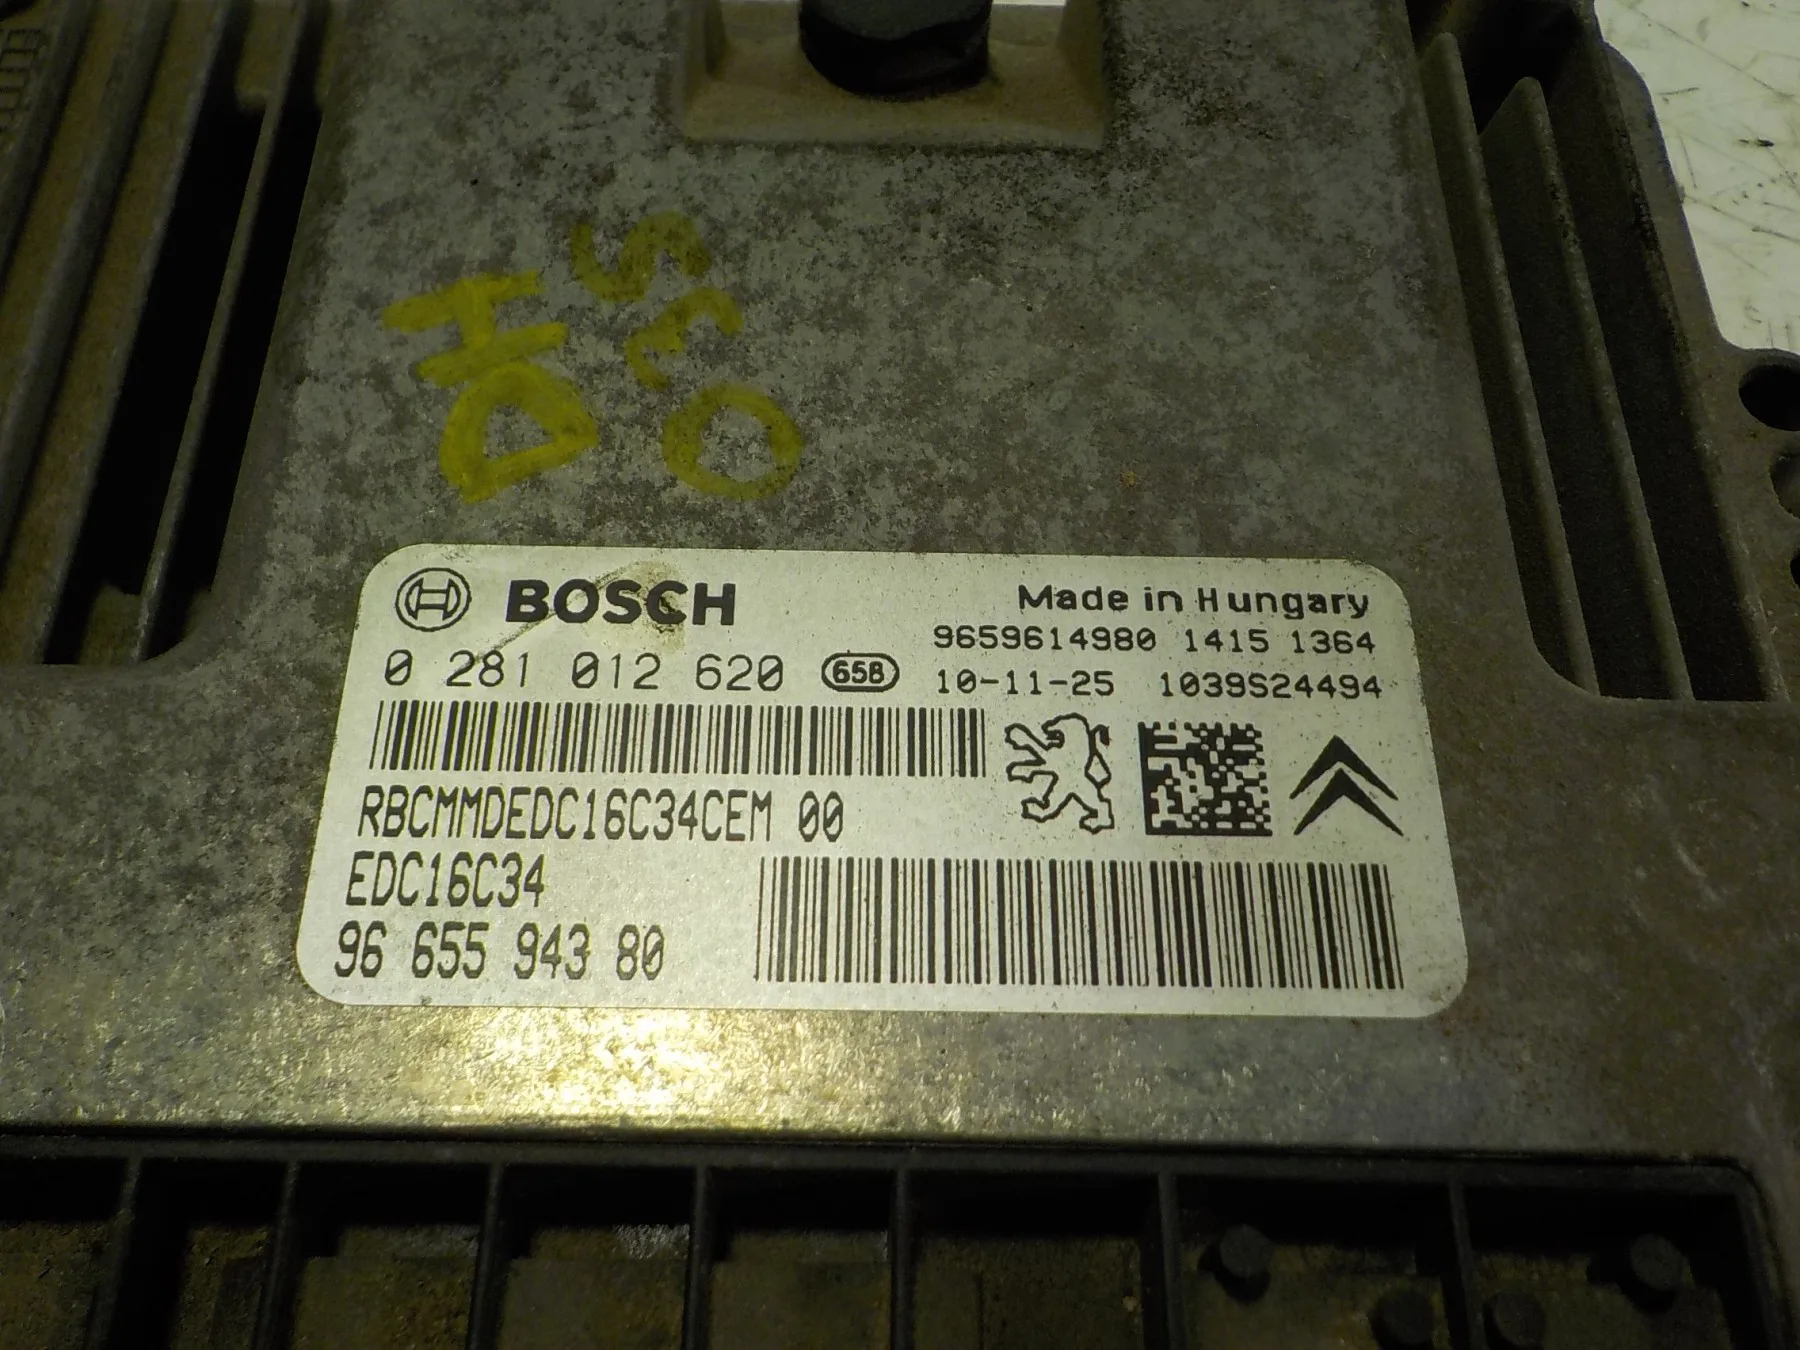 BOSCH
Made in Hungary
9659614980 1415 1364
0 281 012 620 65B
10-11-25 1039S24494
RBCMMDEDC16C34CEM 00
EDC16C34
96 655 943 80